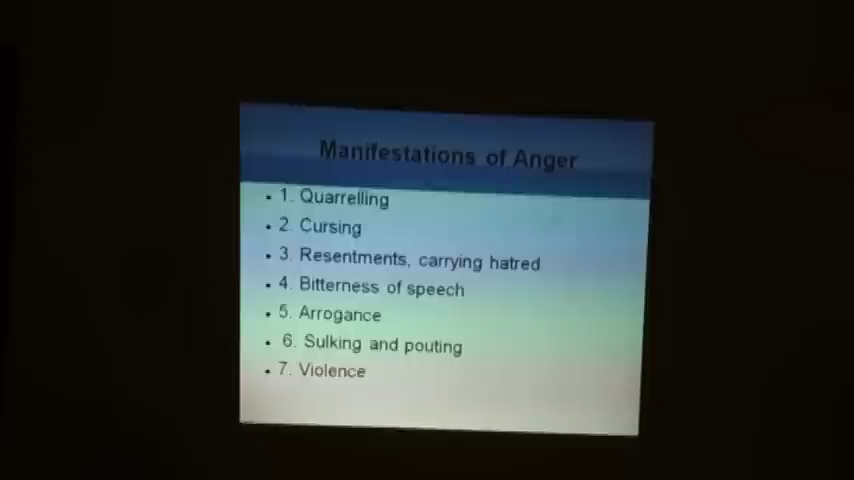 Manifestations of Anger
• 1. Quarrelling
• 2. Cursing
• 3. Resentments, carrying hatred
• 4. Bitterness of speech
• 5. Arrogance
• 6. Sulking and pouting
• 7. Violence